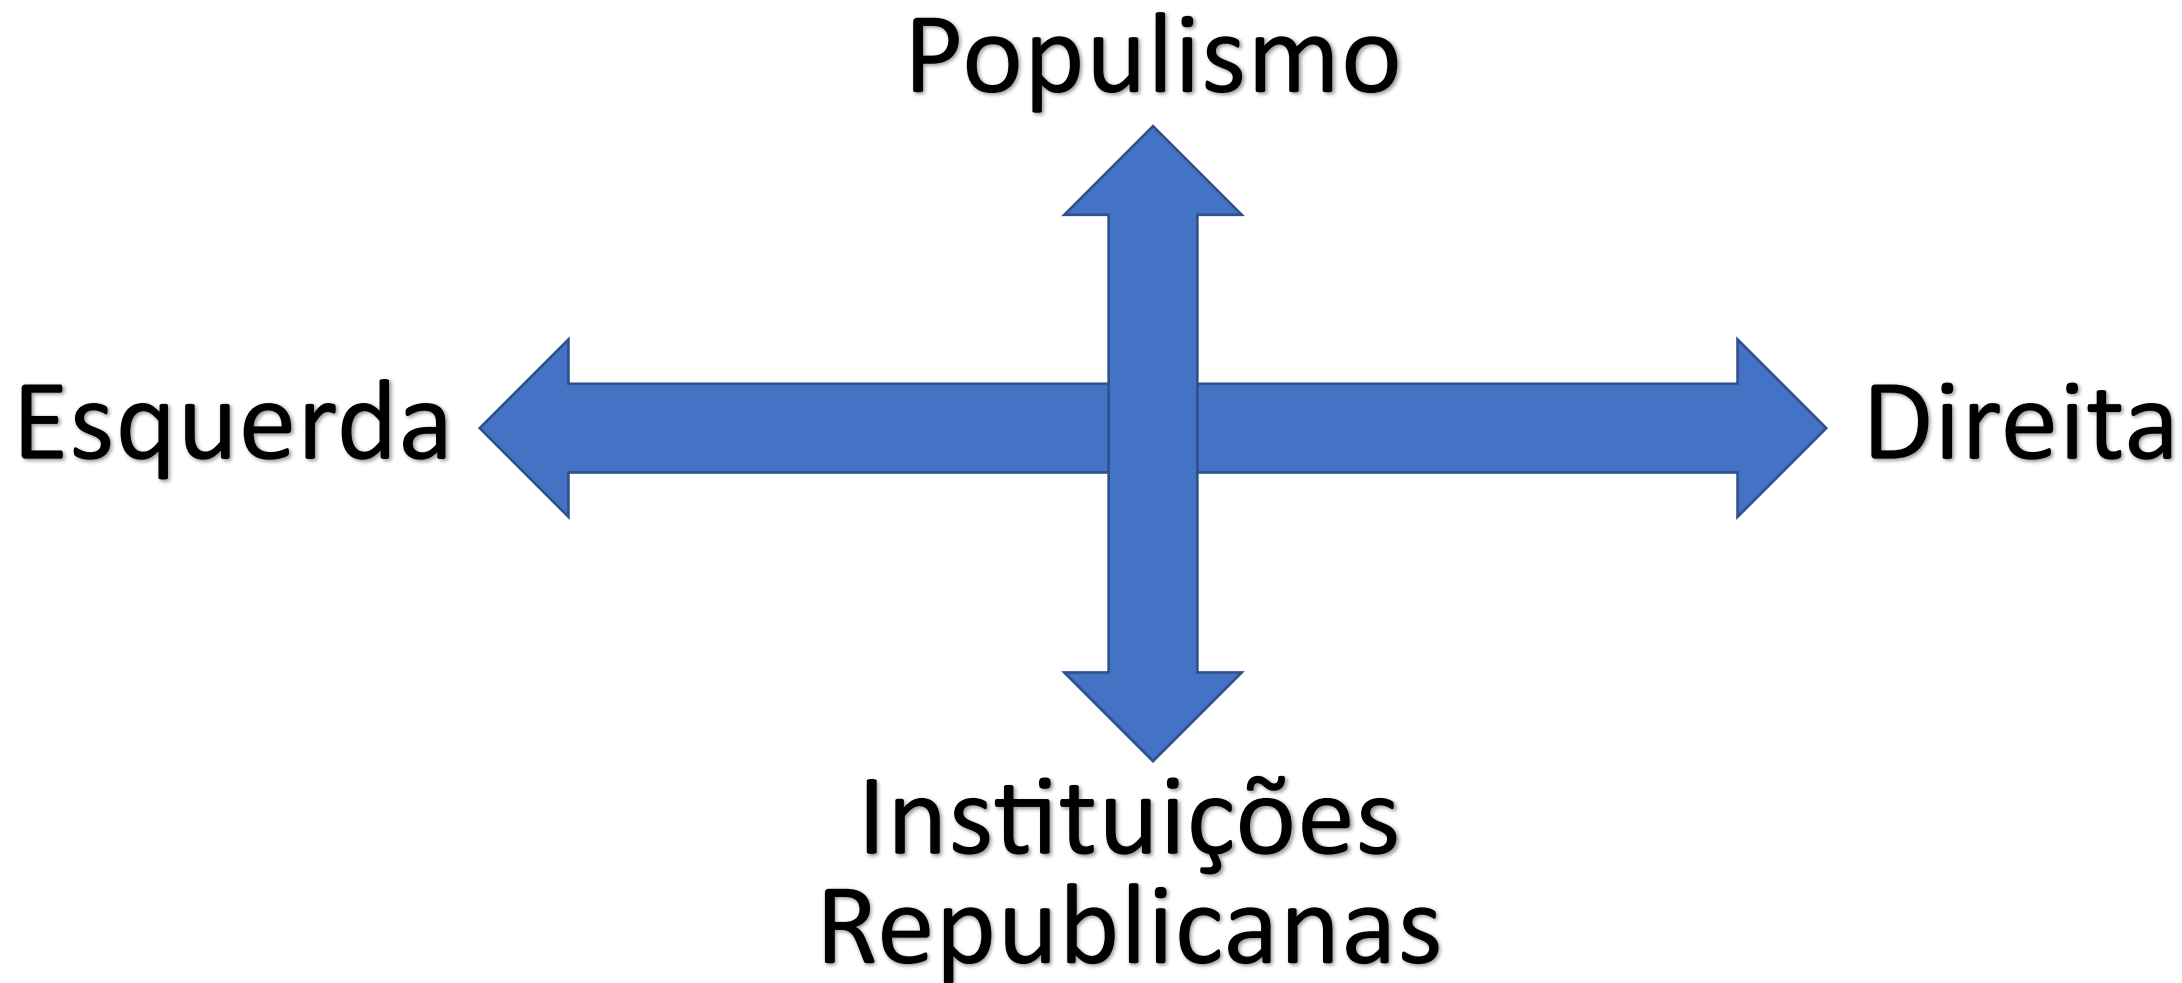 Populismo
Esquerda
Direita
Instituições
Republicanas